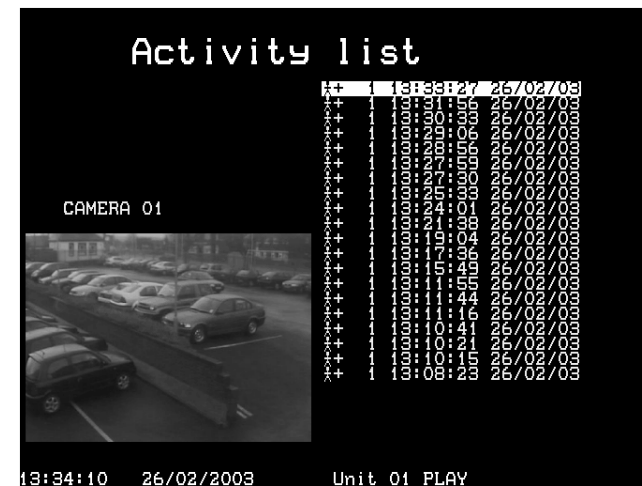 Activity list
‡+ 1 13:33:27 26/02/03
‡+ 1 13:31:56 26/02/03
‡+ 1 13:30:33 26/02/03
‡+ 1 13:29:06 26/02/03
‡+ 1 13:28:56 26/02/03
‡+ 1 13:27:59 26/02/03
‡+ 1 13:27:30 26/02/03
‡+ 1 13:25:33 26/02/03
‡+ 1 13:24:01 26/02/03
‡+ 1 13:21:38 26/02/03
‡+ 1 13:19:04 26/02/03
‡+ 1 13:17:36 26/02/03
‡+ 1 13:15:49 26/02/03
‡+ 1 13:11:55 26/02/03
‡+ 1 13:11:44 26/02/03
‡+ 1 13:11:16 26/02/03
‡+ 1 13:10:41 26/02/03
‡+ 1 13:10:21 26/02/03
‡+ 1 13:10:15 26/02/03
‡+ 1 13:08:23 26/02/03
CAMERA 01
13:34:10 26/02/2003 Unit 01 PLAY